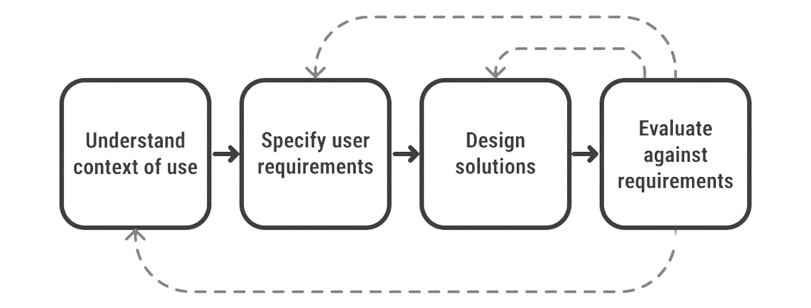 Understand
context of use
Specify user
requirements
Design
solutions
Evaluate
against
requirements